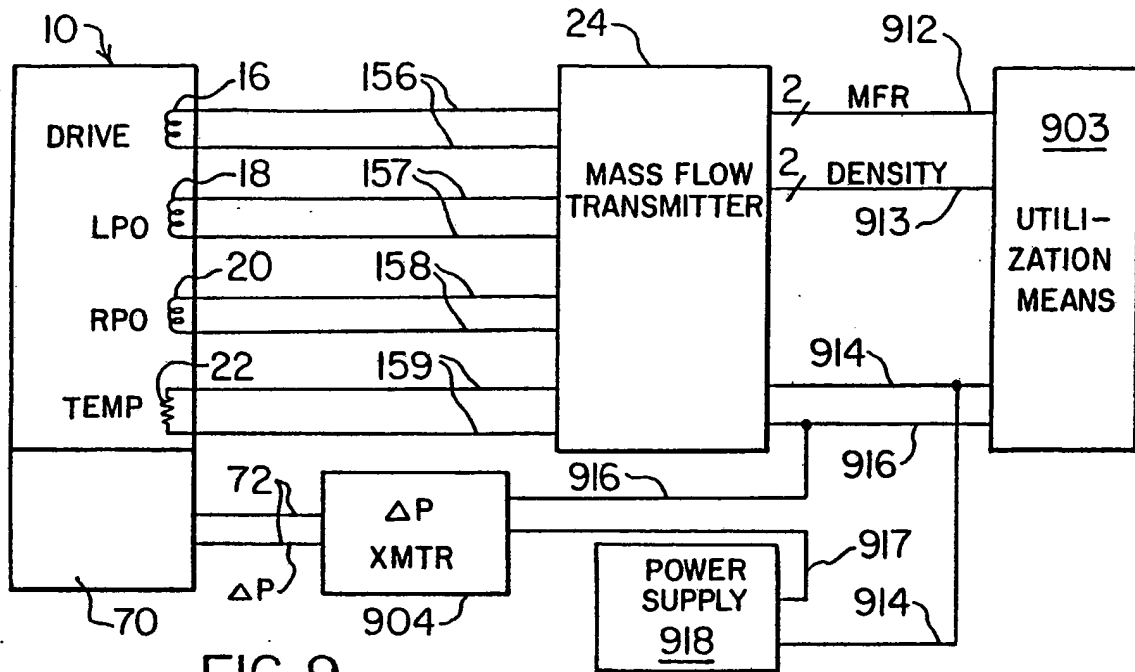 10
24
912
16
156
2 MFR
DRIVE
903
18
157
MASS FLOW
TRANSMITTER
2 DENSITY
913
LPO
UTILI-
ZATION
MEANS
20
158
RPO
22
159
914
TEMP
916
72
916
ΔP
XMTR
917
POWER
SUPPLY
918
914
ΔP
70
904
FIG. 9